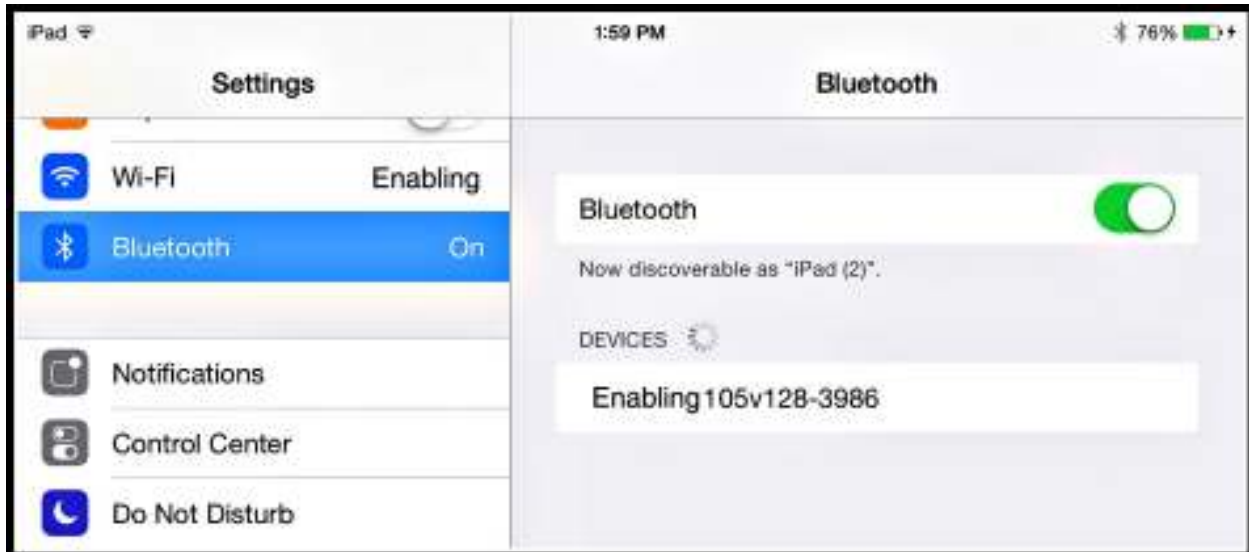 iPad 1:59 PM 76%
Settings
Bluetooth
Wi-Fi Enabling
Bluetooth On
Notifications
Control Center
Do Not Disturb
Bluetooth
Now discoverable as "iPad (2)".
DEVICES
Enabling105v128-3986